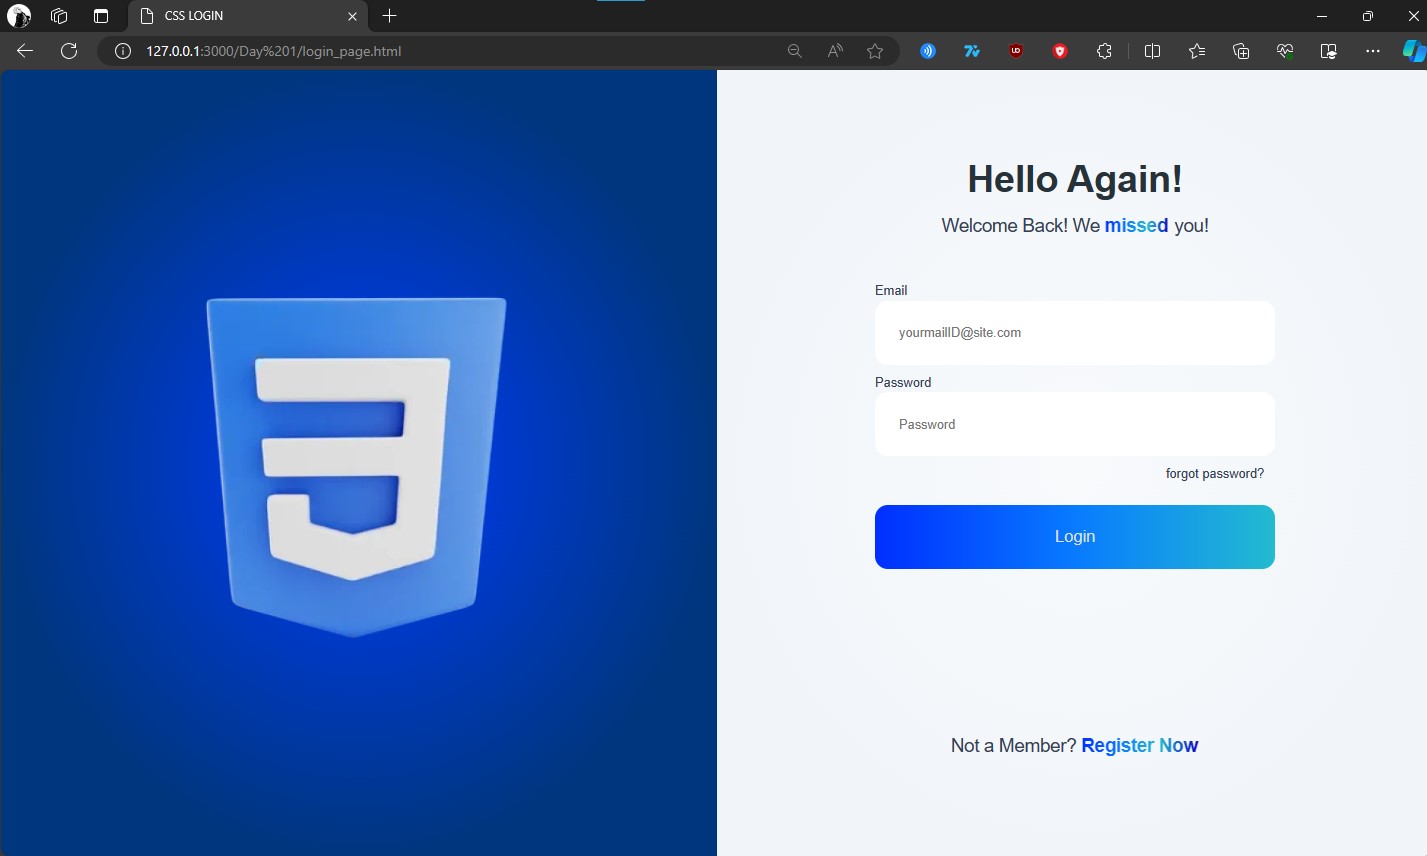 CSS LOGIN
127.0.0.1:3000/Day%201/login_page.html
Hello Again!
Welcome Back! We missed you!
Email
yourmailID@site.com
Password
Password
forgot password?
Login
Not a Member? Register Now